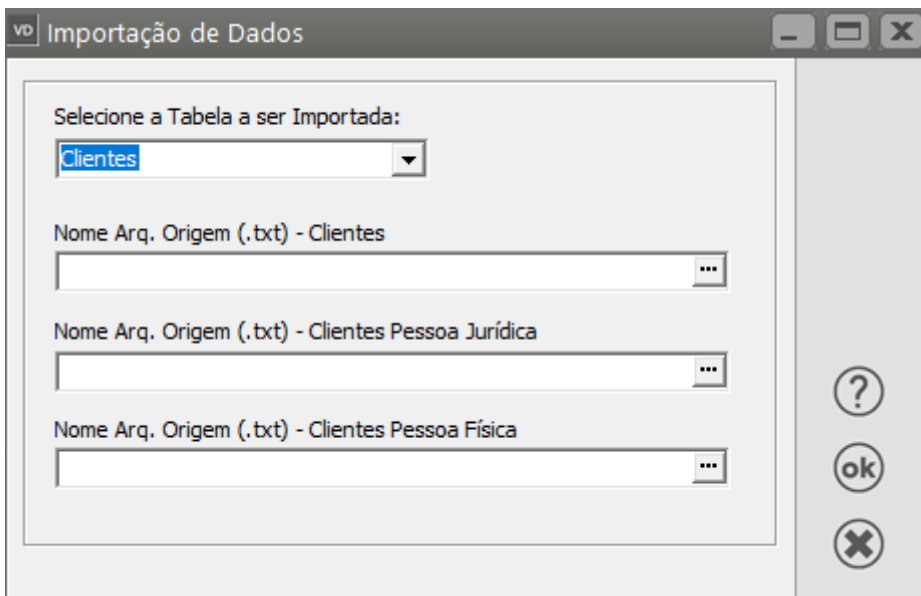 VD Importação de Dados
Selecione a Tabela a ser Importada:
Clientes
Nome Arq. Origem (.txt) - Clientes
...
Nome Arq. Origem (.txt) - Clientes Pessoa Jurídica
...
Nome Arq. Origem (.txt) - Clientes Pessoa Física
...
?
ok